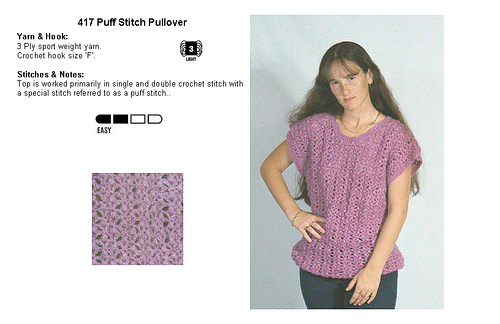 417 Puff Stitch Pullover
Yarn & Hook:
3 Ply sport weight yarn.
Crochet hook size 'F'.
3
LIGHT
Stitches & Notes:
Top is worked primarily in single and double crochet stitch with
a special stitch referred to as a puff stitch..
EASY